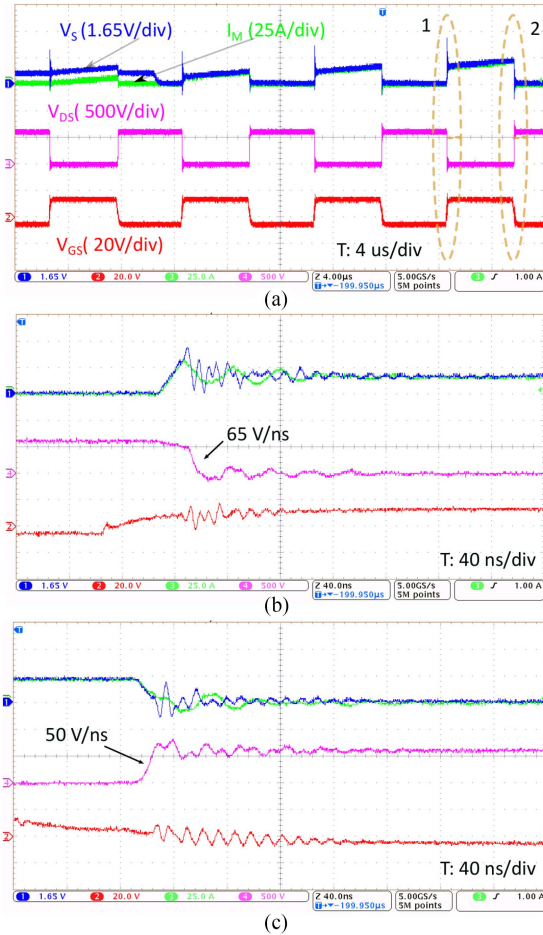 1 2
V_S (1.65V/div) I_M (25A/div)
V_DS( 500V/div)
V_GS( 20V/div)
T: 4 us/div
1 1.65 V 2 20.0 V 3 25.0 A 4 500 V Z 4.00µs 5.00GS/s 3 1.00 A
T→▼-199.950µs 5M points
(a)
65 V/ns
T: 40 ns/div
1 1.65 V 2 20.0 V 3 25.0 A 4 500 V Z 40.0ns 5.00GS/s 3 1.00 A
T→▼-199.950µs 5M points
(b)
50 V/ns
T: 40 ns/div
1 1.65 V 2 20.0 V 3 25.0 A 4 500 V Z 40.0ns 5.00GS/s 3 1.00 A
T→▼-199.950µs 5M points
(c)